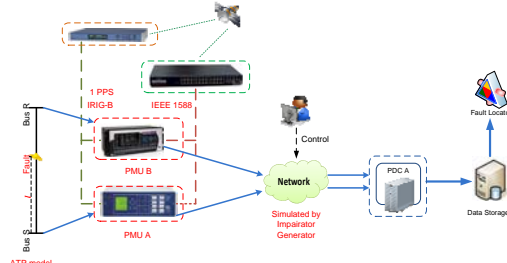 1 PPS
IRIG-B
IEEE 1588
Bus R
Fault
L
Bus S
PMU B
PMU A
Control
Network
Simulated by
Impairator
Generator
PDC A
Fault Locato
Data Storage
ATP model